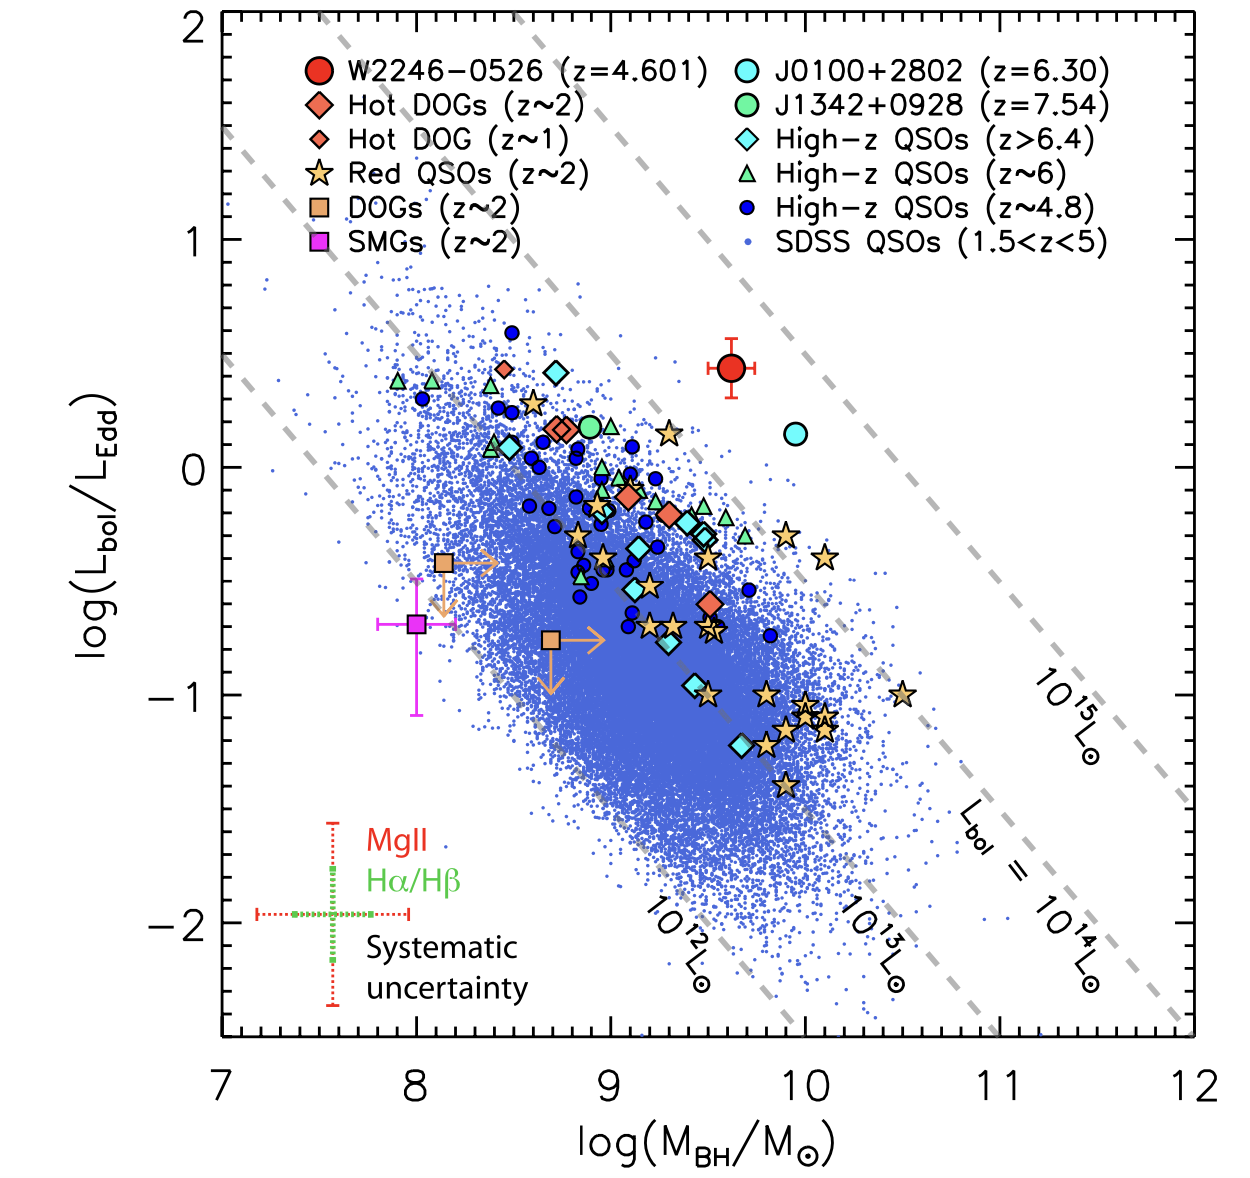 2
1
0
−1
−2
log(Lbol/LEdd)
W2246−0526 (z=4.601)
Hot DOGs (z~2)
Hot DOG (z~1)
Red QSOs (z~2)
DOGs (z~2)
SMGs (z~2)
J0100+2802 (z=6.30)
J1342+0928 (z=7.54)
High−z QSOs (z>6.4)
High−z QSOs (z~6)
High−z QSOs (z~4.8)
SDSS QSOs (1.5<z<5)
10¹⁵L⊙
Lbol =
10¹²L⊙
10¹³L⊙
10¹⁴L⊙
MgII
Hα/Hβ
Systematic
uncertainty
7 8 9 10 11 12
log(MBH/M⊙)